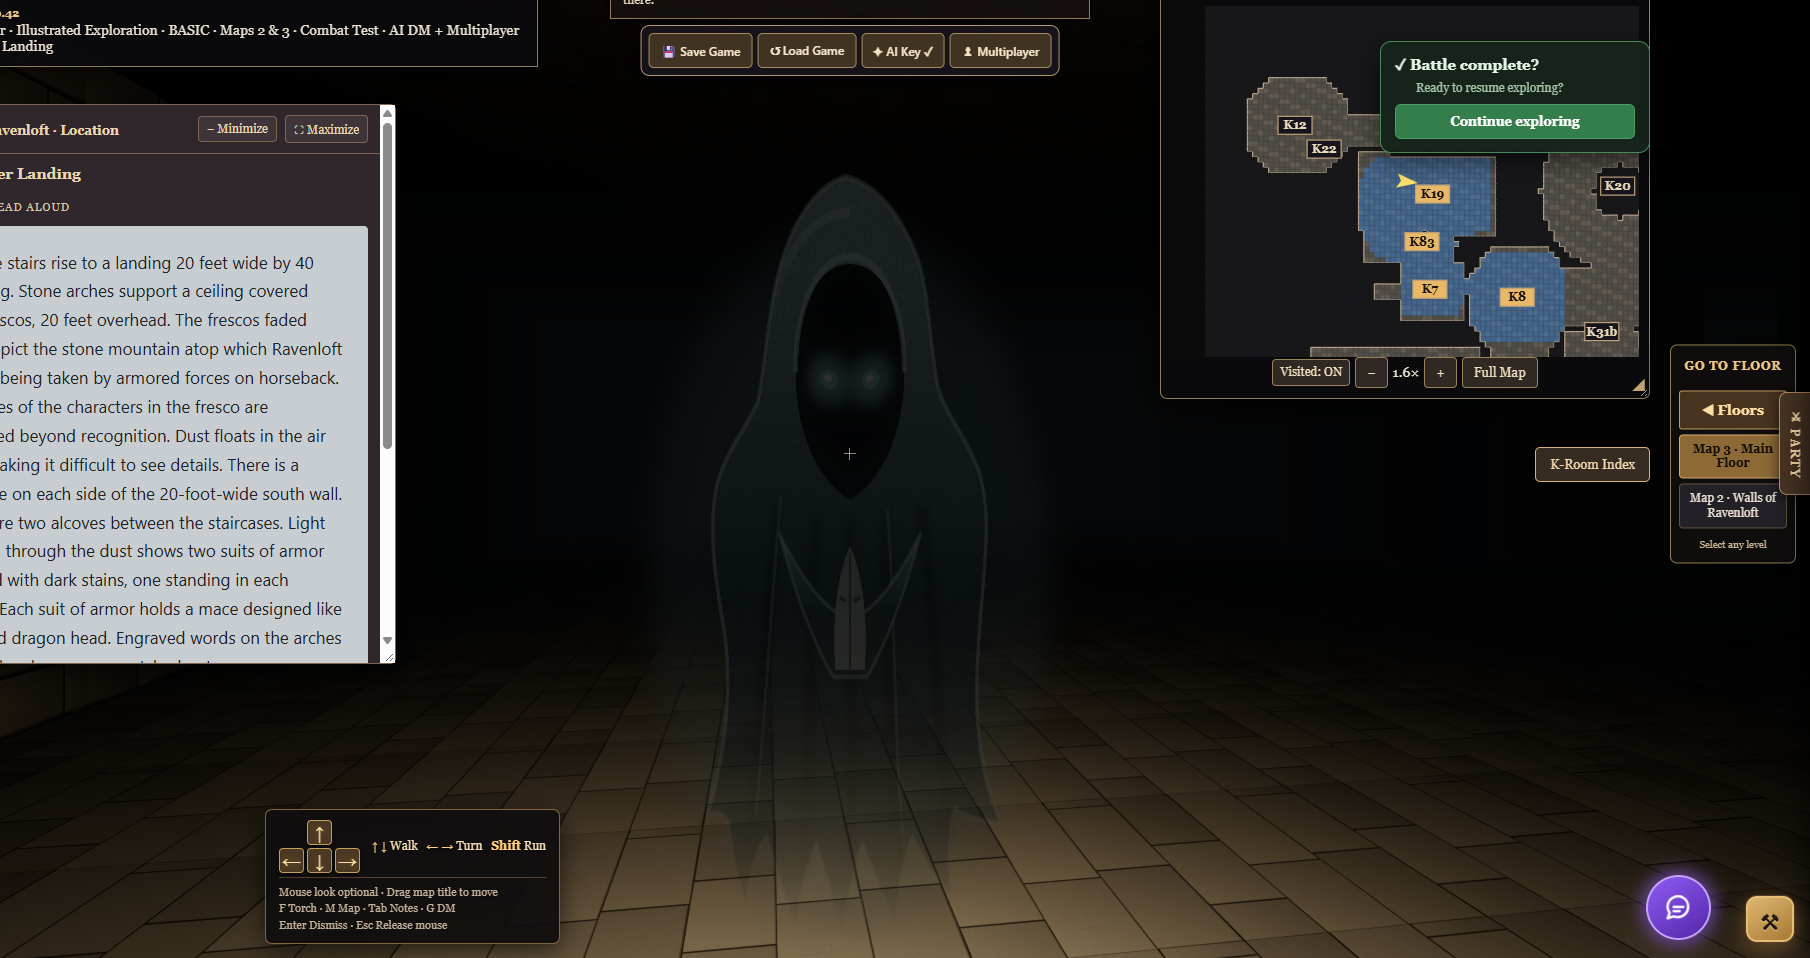 .42
r · Illustrated Exploration · BASIC · Maps 2 & 3 · Combat Test · AI DM + Multiplayer
Landing
there.
Save Game
↺ Load Game
✦ AI Key ✓
Multiplayer
venloft · Location
– Minimize
Maximize
er Landing
EAD ALOUD
stairs rise to a landing 20 feet wide by 40
g. Stone arches support a ceiling covered
scos, 20 feet overhead. The frescos faded
pict the stone mountain atop which Ravenloft
being taken by armored forces on horseback.
es of the characters in the fresco are
ed beyond recognition. Dust floats in the air
aking it difficult to see details. There is a
e on each side of the 20-foot-wide south wall.
re two alcoves between the staircases. Light
through the dust shows two suits of armor
d with dark stains, one standing in each
Each suit of armor holds a mace designed like
d dragon head. Engraved words on the arches
✓ Battle complete?
Ready to resume exploring?
Continue exploring
K12
K22
K19
K20
K83
K7
K8
K31b
Visited: ON
–
1.6×
+
Full Map
K-Room Index
GO TO FLOOR
◀ Floors
Map 3 · Main
Floor
Map 2 · Walls of
Ravenloft
Select any level
PARTY
↑
← ↓ →
↑↓ Walk ←→ Turn Shift Run
Mouse look optional · Drag map title to move
F Torch · M Map · Tab Notes · G DM
Enter Dismiss · Esc Release mouse